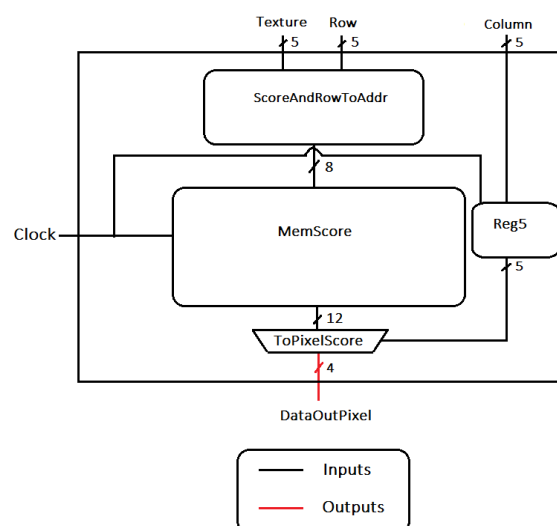 Texture Row Column
5 5 5
ScoreAndRowToAddr
8
Reg5
MemScore
Clock
5
12
ToPixelScore
4
DataOutPixel
Inputs
Outputs